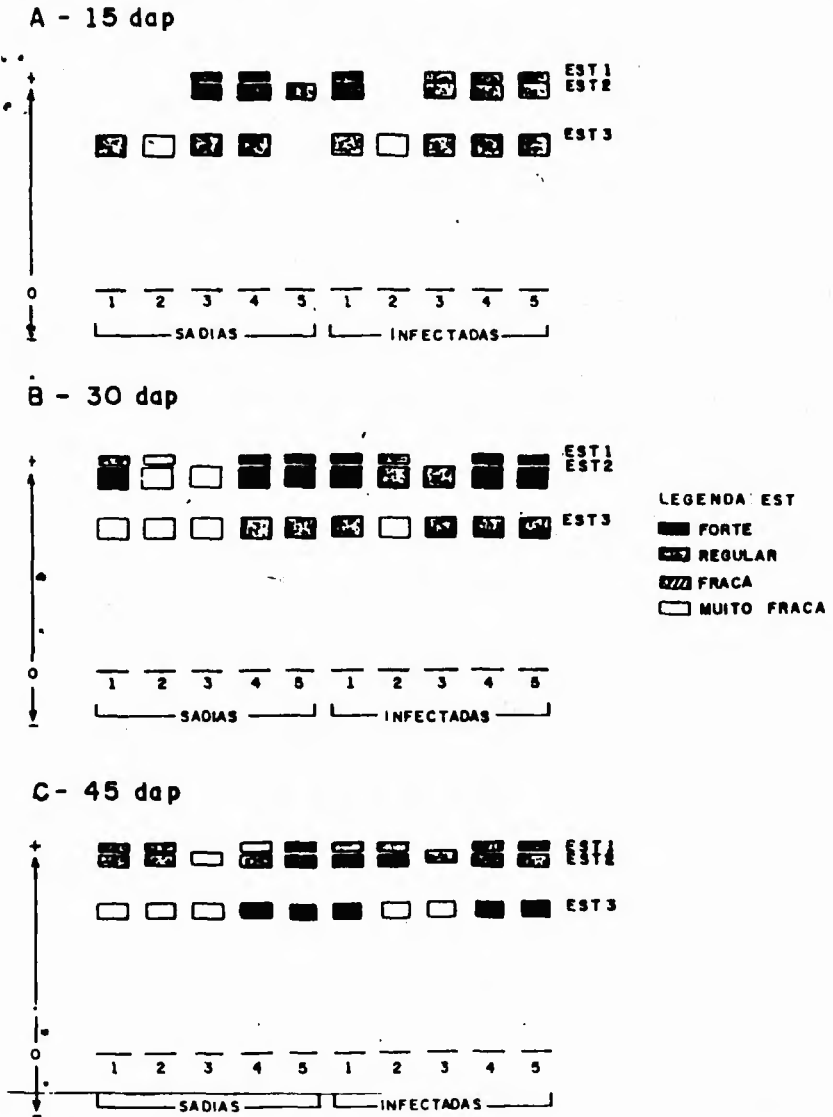 A - 15 dap
+
EST 1
EST 2
EST 3
0
1 2 3 4 5 1 2 3 4 5
-
SADIAS INFECTADAS
B - 30 dap
+
EST 1
EST 2
EST 3
LEGENDA: EST
FORTE
REGULAR
FRACA
MUITO FRACA
0
1 2 3 4 5 1 2 3 4 5
SADIAS INFECTADAS
-
C - 45 dap
+
EST 1
EST 2
EST 3
0
1 2 3 4 5 1 2 3 4 5
SADIAS INFECTADAS
-